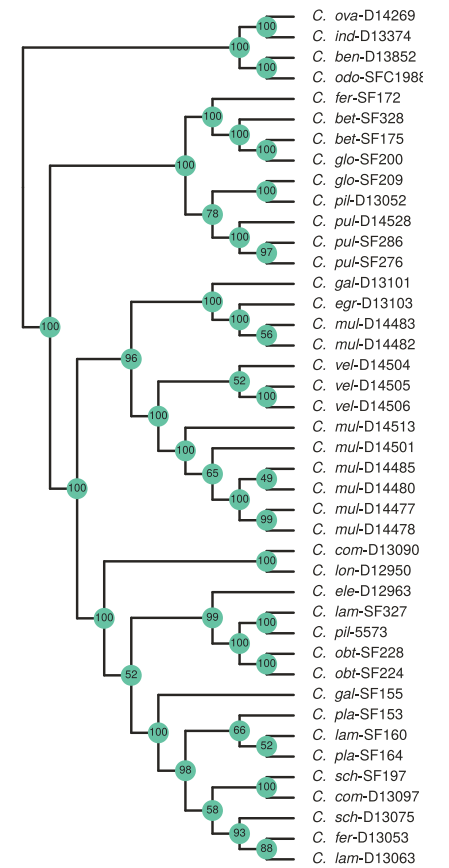 C. ova-D14269
100
C. ind-D13374
100
C. ben-D13852
100
C. odo-SFC1988
C. fer-SF172
100
C. bet-SF328
100
C. bet-SF175
100
C. glo-SF200
100
C. glo-SF209
100
C. pil-D13052
78
C. pul-D14528
100
C. pul-SF286
97
C. pul-SF276
C. gal-D13101
100
C. egr-D13103
100
C. mul-D14483
100
56
C. mul-D14482
96
C. vel-D14504
52
C. vel-D14505
100
C. vel-D14506
100
C. mul-D14513
100
C. mul-D14501
65
C. mul-D14485
49
C. mul-D14480
100
100
C. mul-D14477
99
C. mul-D14478
C. com-D13090
100
C. lon-D12950
C. ele-D12963
100
99
C. lam-SF327
100
C. pil-5573
100
C. obt-SF228
100
C. obt-SF224
52
C. gal-SF155
C. pla-SF153
100
66
C. lam-SF160
52
C. pla-SF164
98
C. sch-SF197
100
C. com-D13097
58
C. sch-D13075
93
C. fer-D13053
88
C. lam-D13063